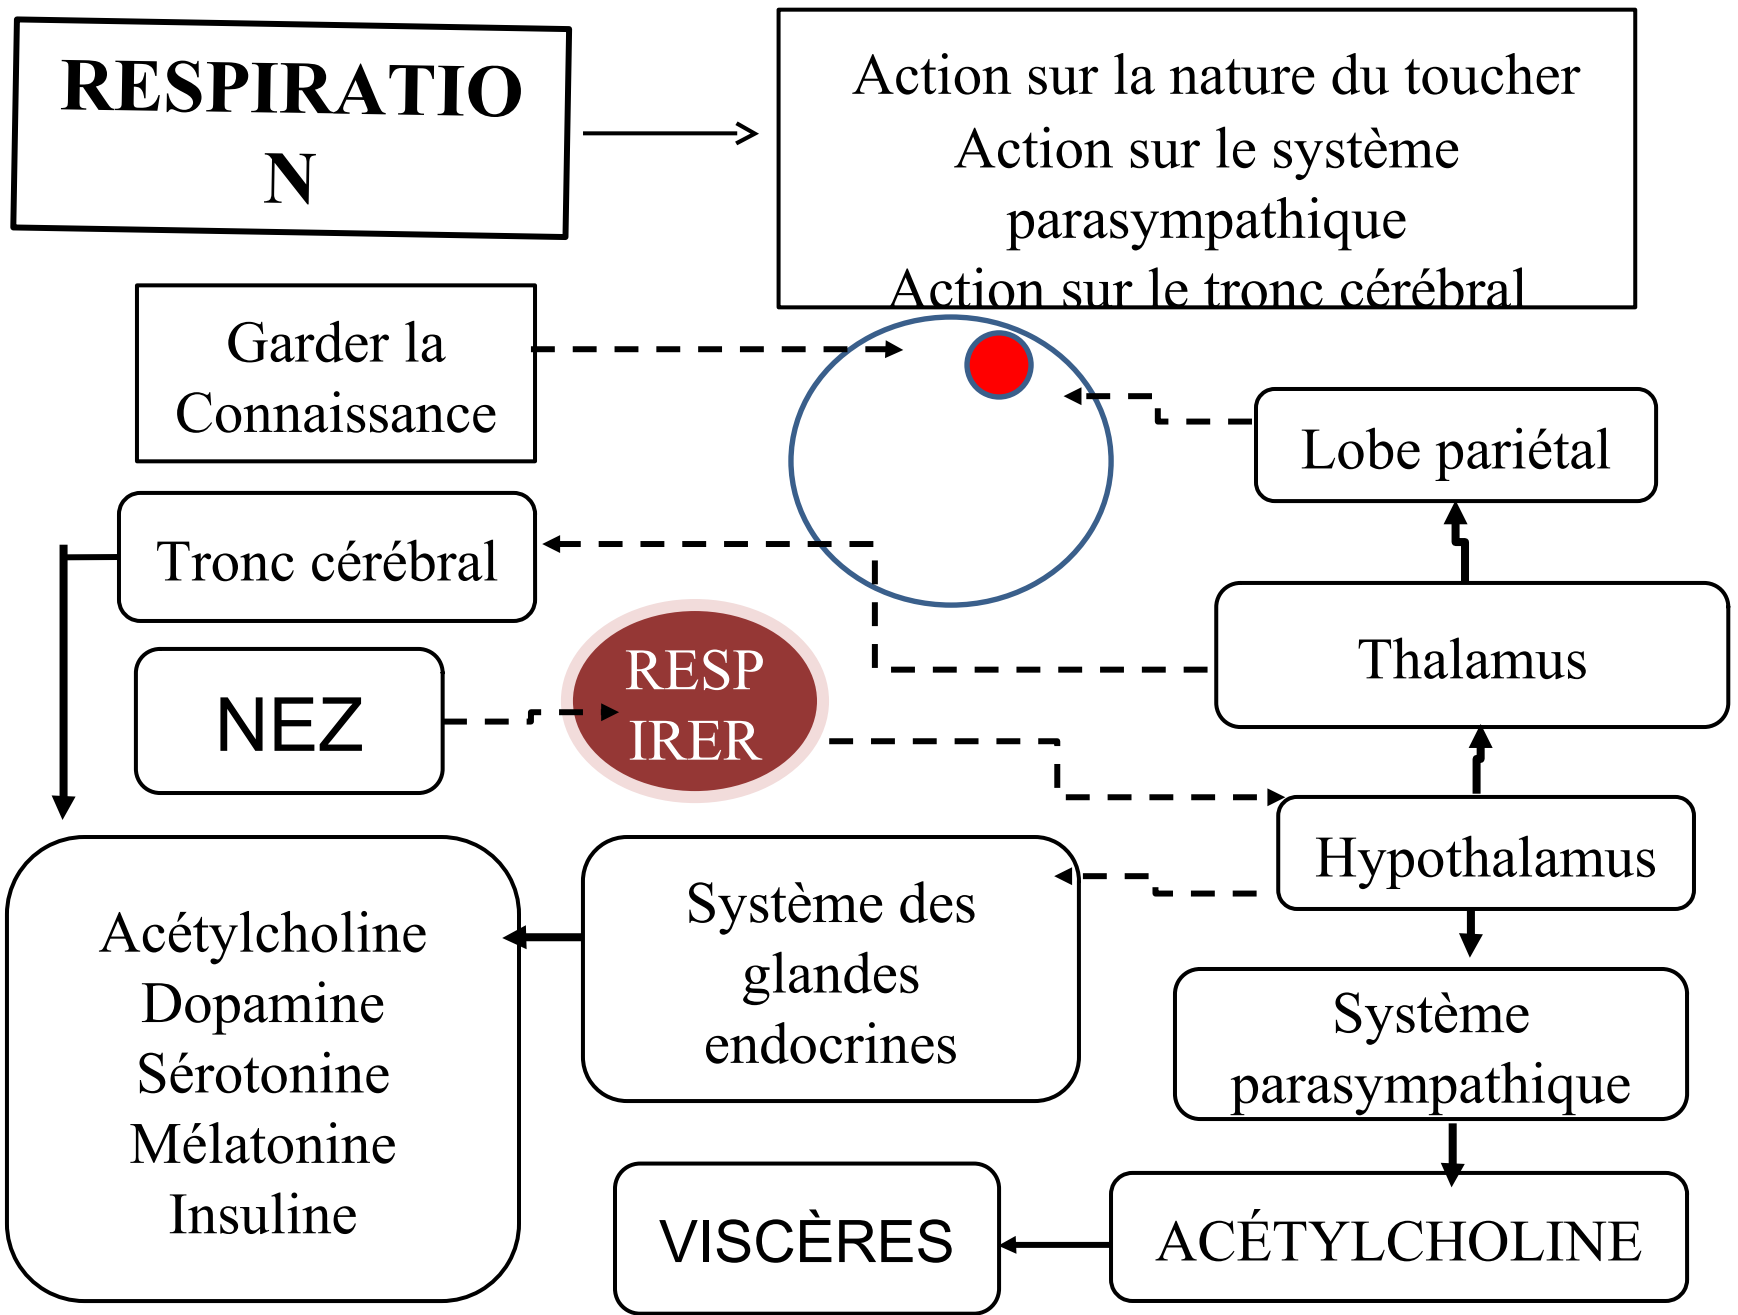 RESPIRATIO
N
Action sur la nature du toucher
Action sur le système
parasympathique
Action sur le tronc cérébral
Garder la
Connaissance
Lobe pariétal
Tronc cérébral
Thalamus
NEZ
RESP
IRER
Hypothalamus
Système des
glandes
endocrines
Acétylcholine
Dopamine
Sérotonine
Mélatonine
Insuline
Système
parasympathique
VISCÈRES
ACÉTYLCHOLINE